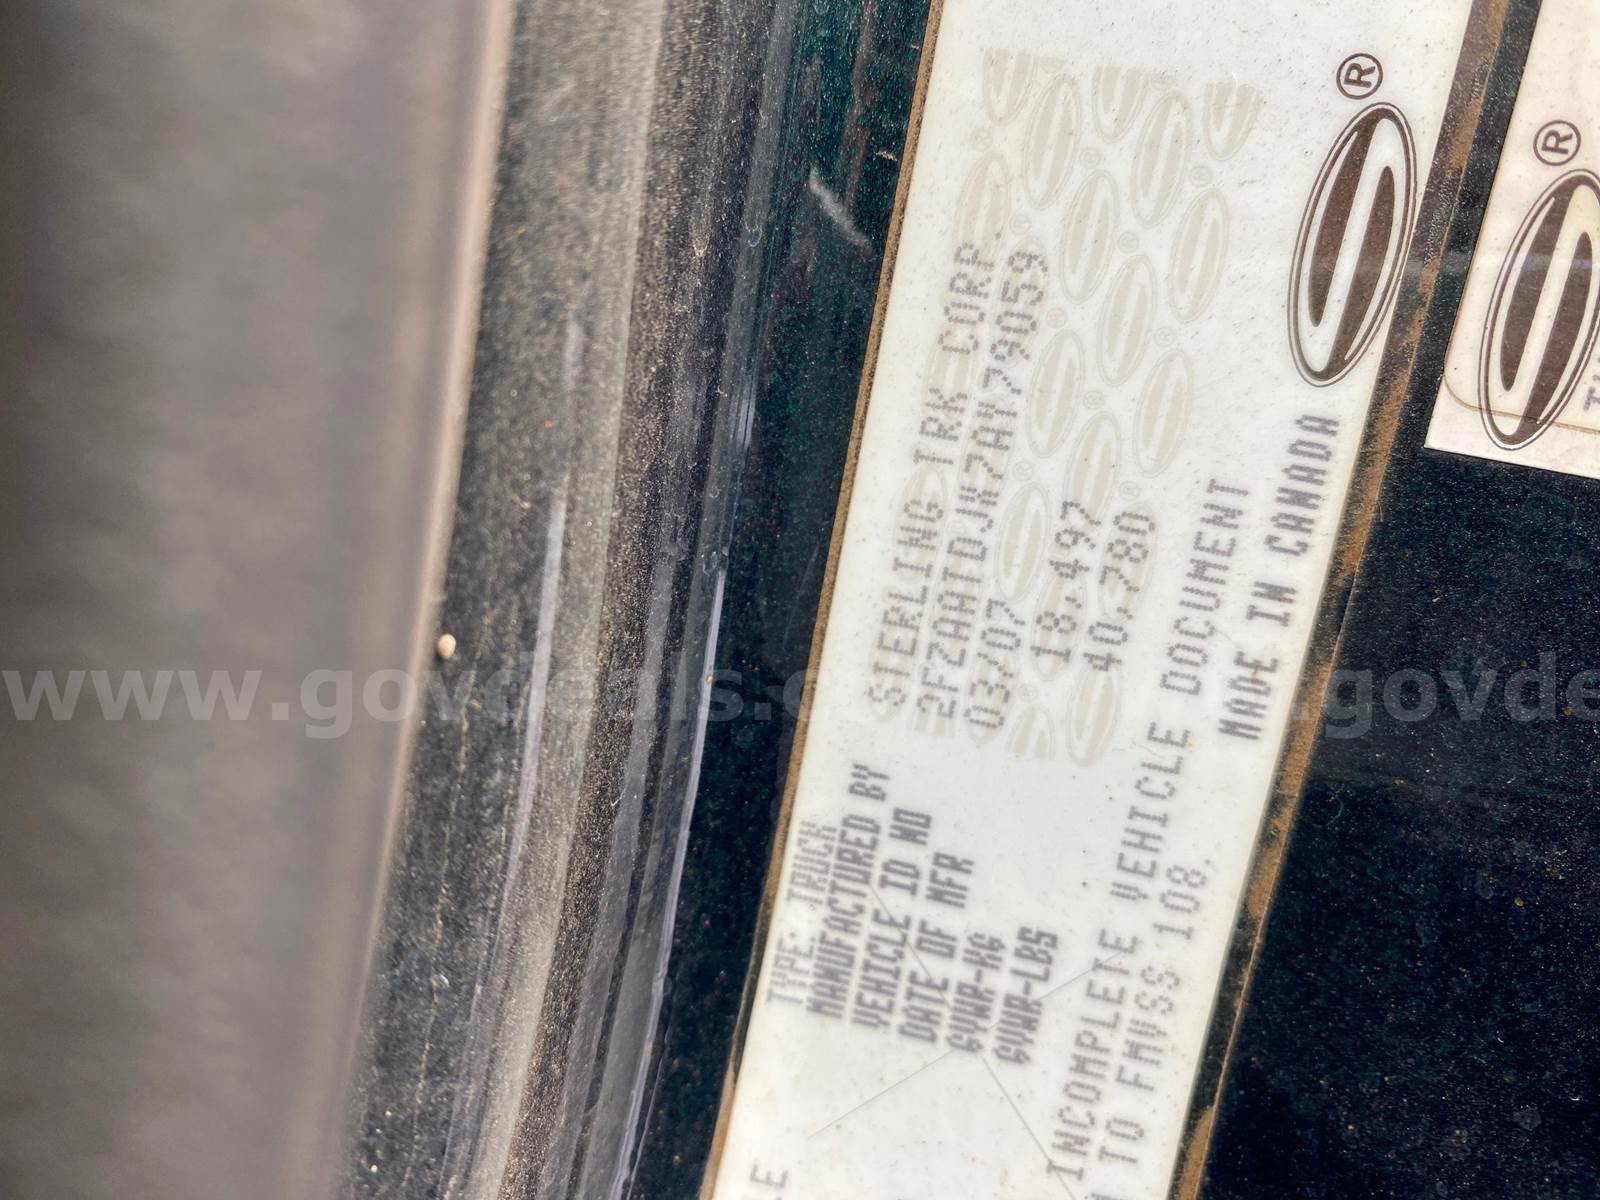 TYPE: TRUCK
MANUFACTURED BY STERLING TRK CORP.
VEHICLE ID NO 2FZAATDJX7AY79059
DATE OF MFR 03/07
GVWR-KG 18,497
GVWR-LBS 40,780
INCOMPLETE VEHICLE DOCUMENT
TO FMVSS 108.
MADE IN CANADA
®
®
www.govdeals.c
govde